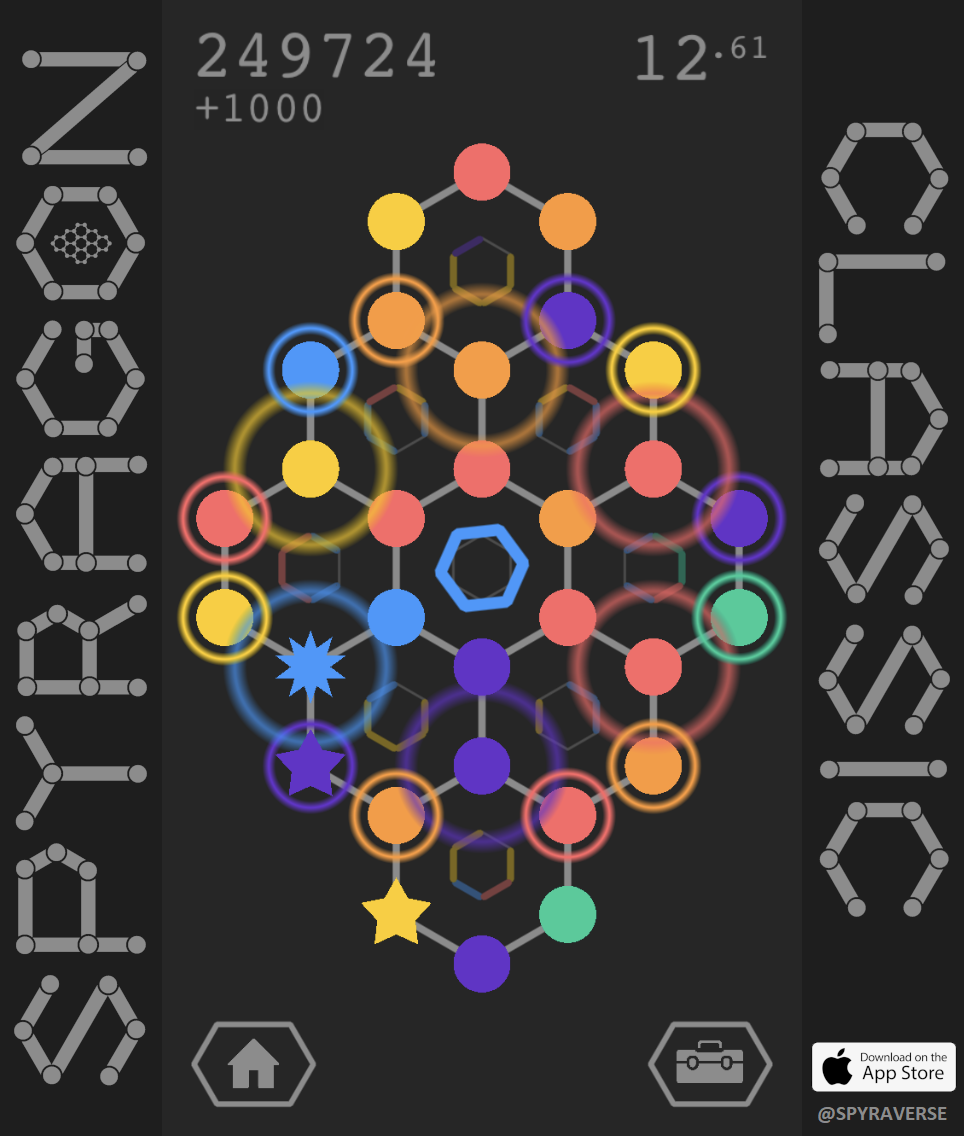 249724
12.61
+1000
SPYRAGON
CLASSIC
Download on the
App Store
@SPYRAVERSE